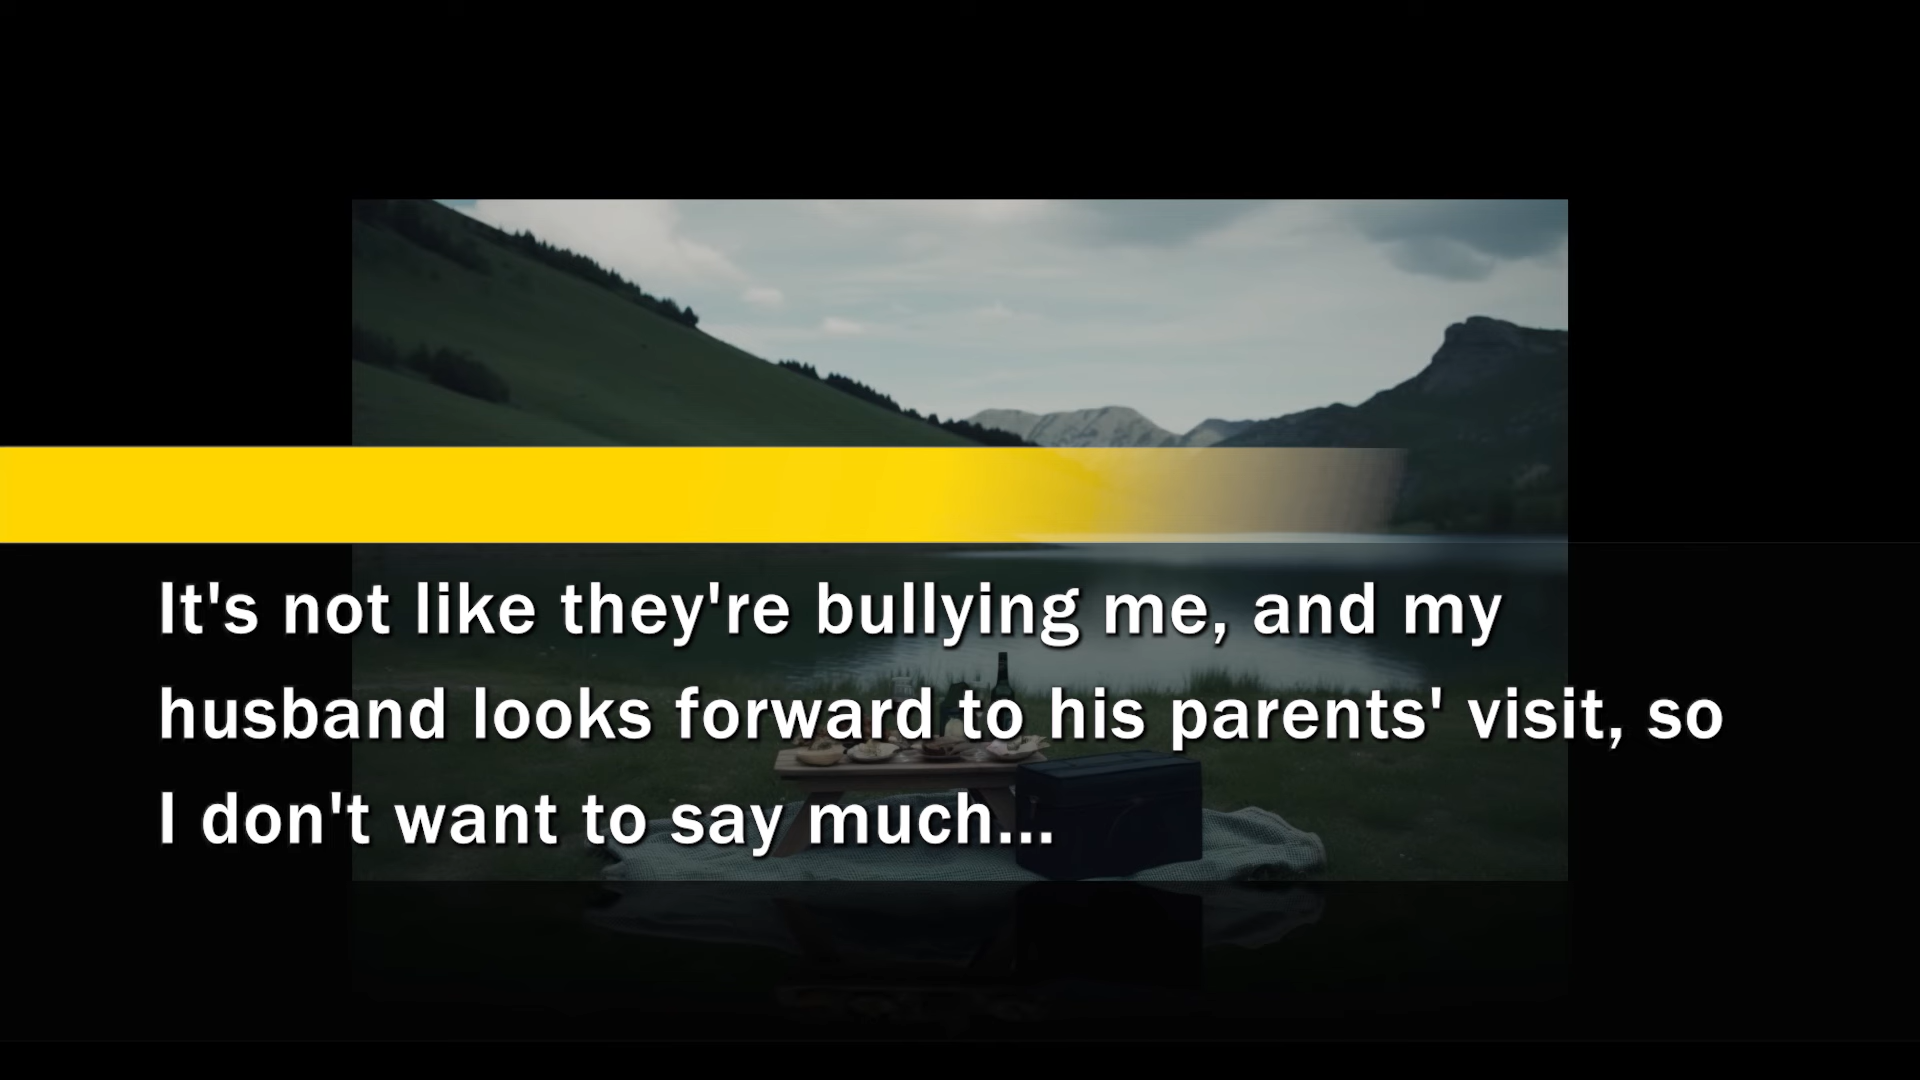 It's not like they're bullying me, and my
husband looks forward to his parents' visit, so
I don't want to say much...